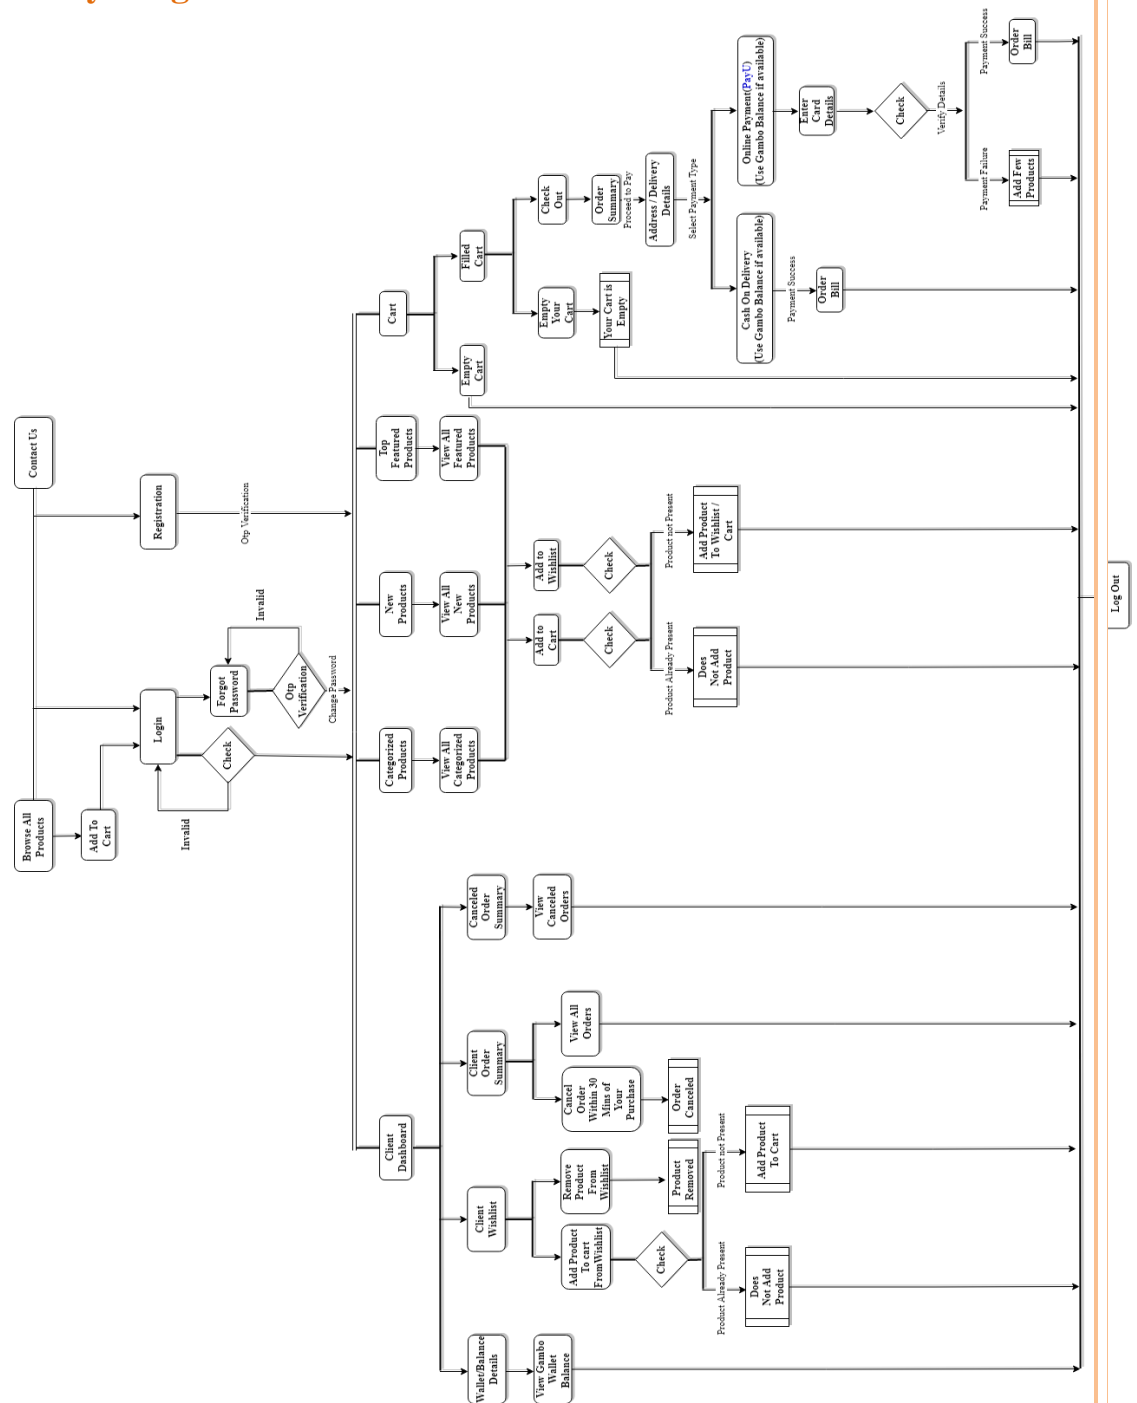 Contact Us
Browse All
Products
Add To
Cart
Registration
Otp Verification
Login
Check
Invalid
Forgot
Password
Otp
Verification
Invalid
Change Password
Cart
Empty
Cart
Filled
Cart
Empty
Your
Cart
Your Cart is
Empty
Check
Out
Order
Summary
Proceed to Pay
Address / Delivery
Details
Select Payment Type
Cash On Delivery
(Use Gambo Balance if available)
Payment Success
Order
Bill
Online Payment(PayU)
(Use Gambo Balance if available)
Enter
Card
Details
Check
Verify Details
Payment Failure
Add Few
Products
Payment Success
Order
Bill
Top
Featured
Products
View All
Featured
Products
New
Products
View All
New
Products
Categorized
Products
View All
Categorized
Products
Add to
Wishlist
Check
Add to
Cart
Check
Product not Present
Add Product
To Wishlist /
Cart
Product Already Present
Does
Not Add
Product
Client
Dashboard
Canceled
Order
Summary
View
Canceled
Orders
Client
Order
Summary
View All
Orders
Cancel
Order
Within 30
Mins of
Your
Purchase
Order
Canceled
Client
Wishlist
Remove
Product
From
Wishlist
Product
Removed
Add Product
To cart
FromWishlist
Check
Product not Present
Add Product
To Cart
Product Already Present
Does
Not Add
Product
Wallet/Balance
Details
View Gambo
Wallet
Balance
Log Out